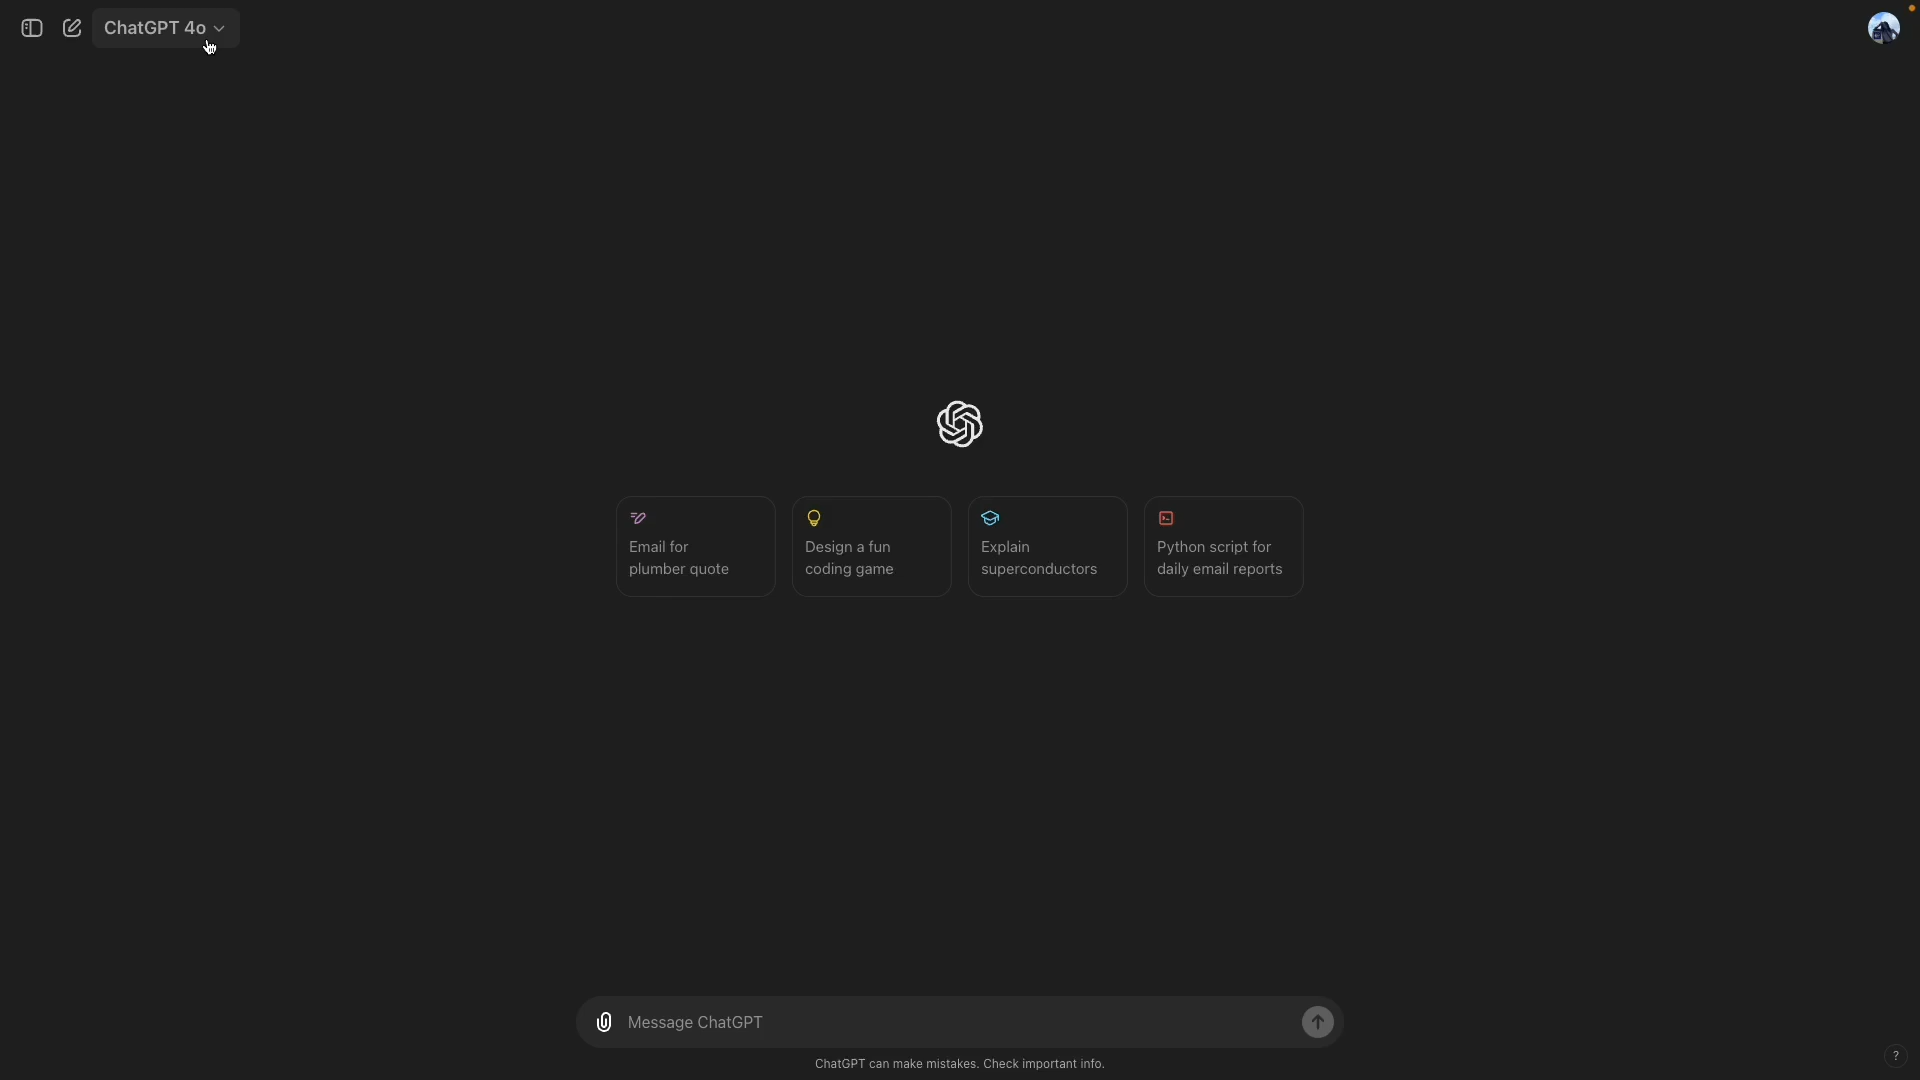 ChatGPT 4o
Email for
plumber quote
Design a fun
coding game
Explain
superconductors
Python script for
daily email reports
Message ChatGPT
ChatGPT can make mistakes. Check important info.
?